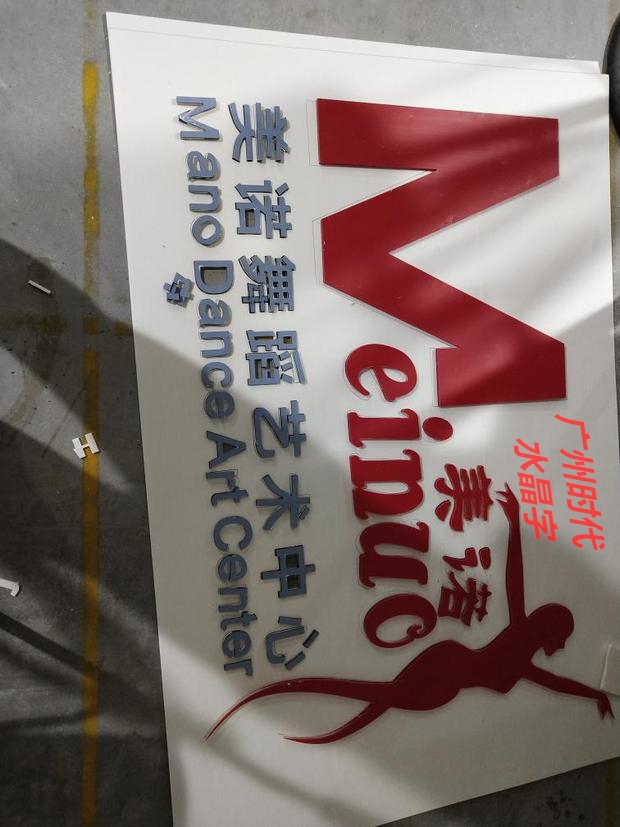 Meinuo
美诺
美诺舞蹈艺术中心
Mano Dance Art Center
字
H
广州时代
水晶字